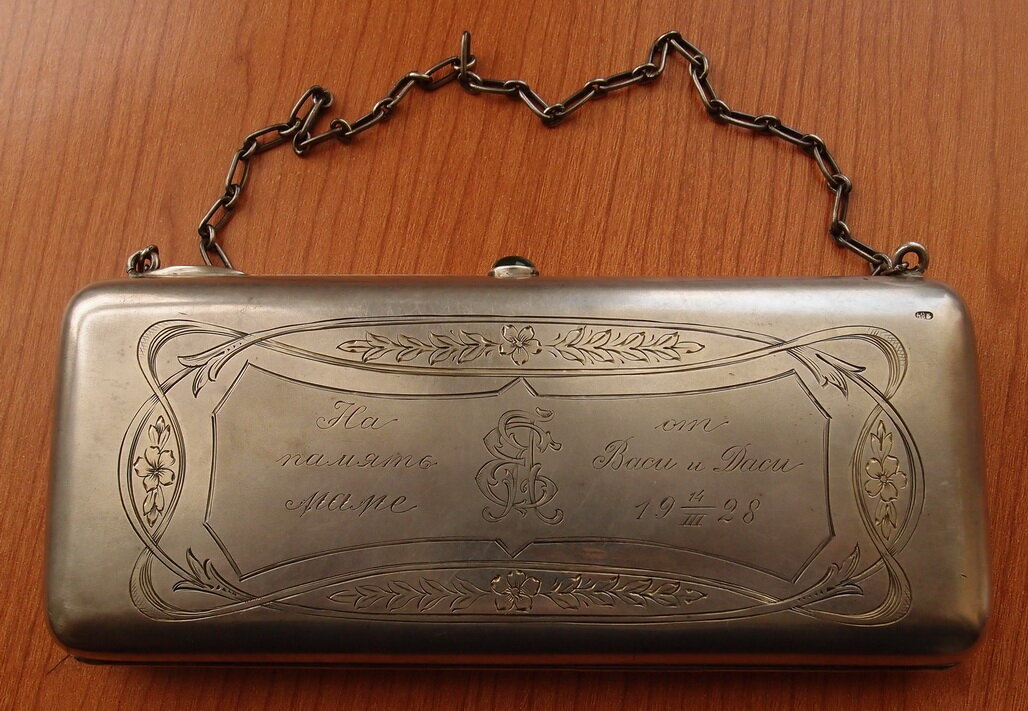 На
память
маме
от
Васи и Даси
19 14/III 28